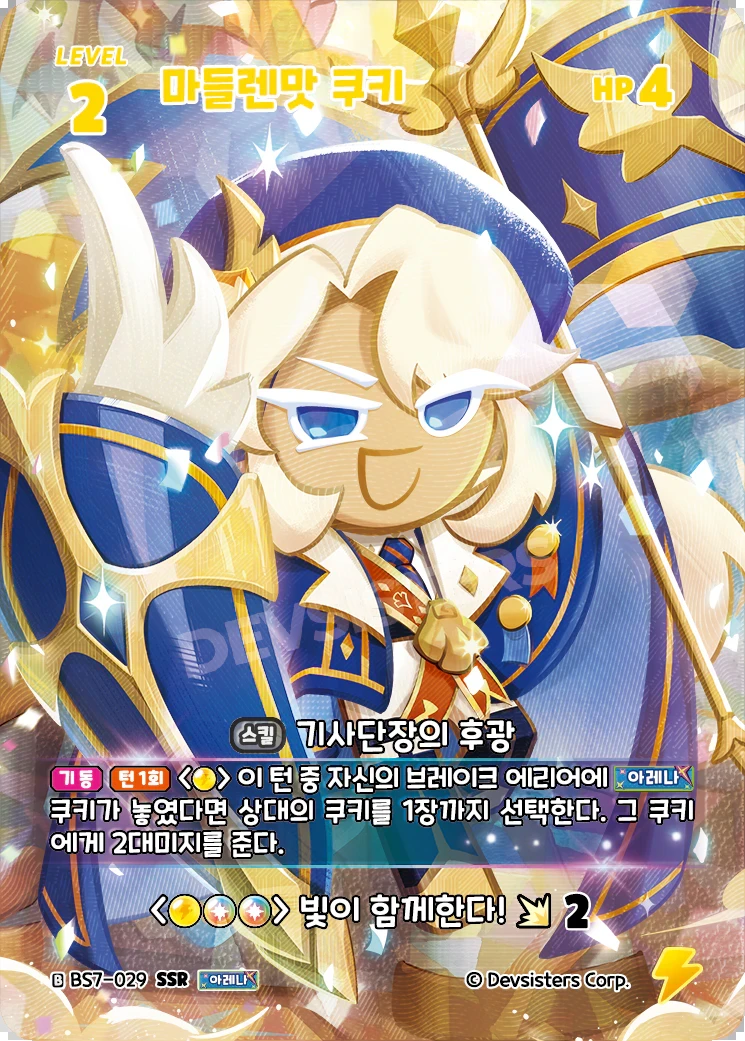 LEVEL
2
마들렌맛 쿠키
HP 4
DEVSISTERS
스킬 기사단장의 후광
기동 턴1회 < > 이 턴 중 자신의 브레이크 에리어에 아레나
쿠키가 놓였다면 상대의 쿠키를 1장까지 선택한다. 그 쿠키
에게 2대미지를 준다.
< > 빛이 함께한다! 2
B BS7-029 SSR 아레나
© Devsisters Corp.